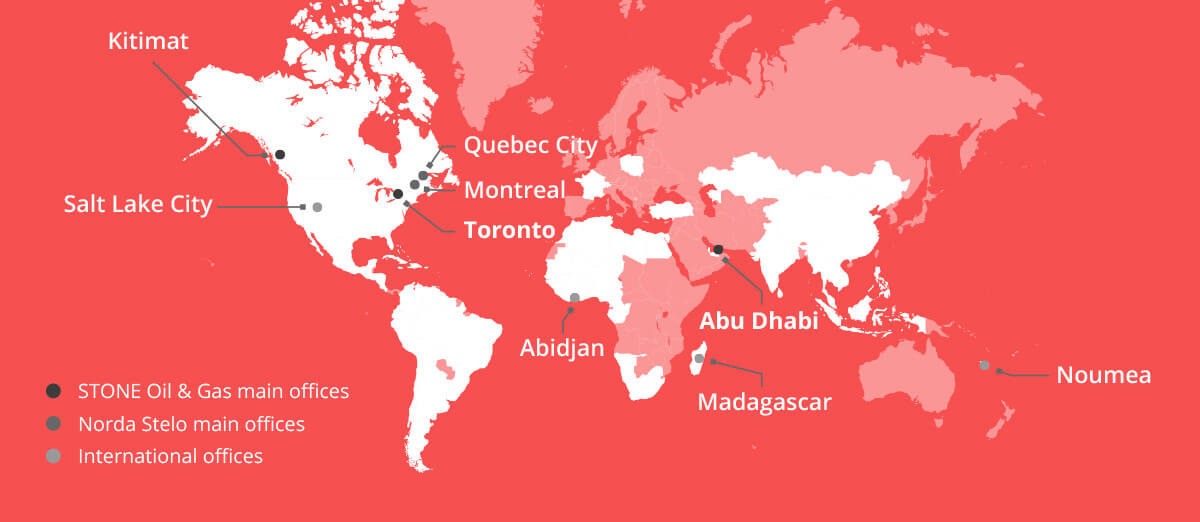 Kitimat
Quebec City
Montreal
Salt Lake City
Toronto
Abu Dhabi
Abidjan
Noumea
Madagascar
STONE Oil & Gas main offices
Norda Stelo main offices
International offices